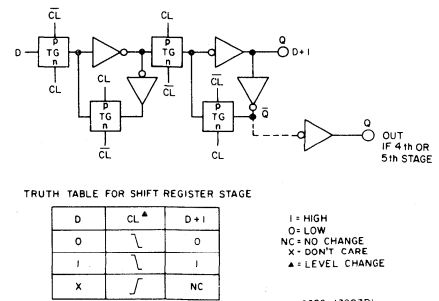 CL
CL
CL
Q
D
p
TG
n
p
TG
n
D+1
CL
CL
CL
CL
p
TG
n
p
TG
n
Q
CL
CL
Q
OUT
IF 4th OR
5th STAGE
TRUTH TABLE FOR SHIFT REGISTER STAGE
D CL▲ D+1
0 0
1 1
X NC
1 = HIGH
0 = LOW
NC = NO CHANGE
X - DON'T CARE
▲ = LEVEL CHANGE